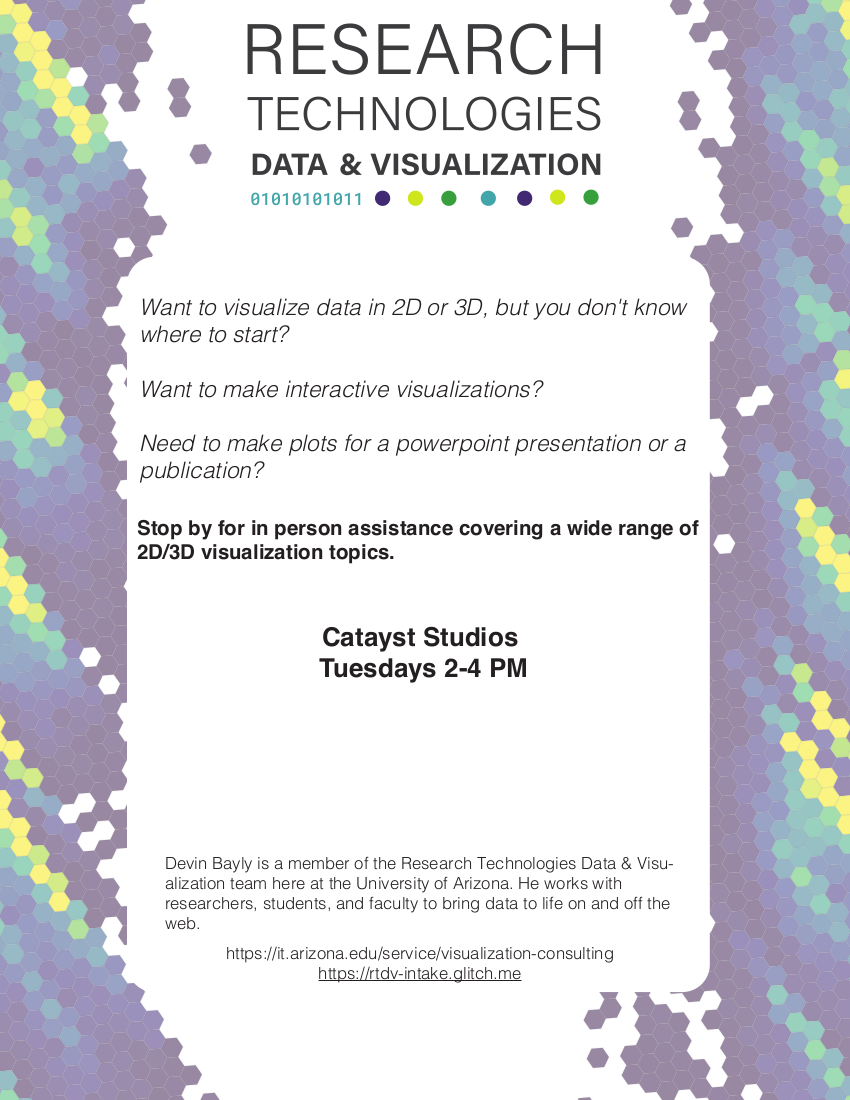 RESEARCH
TECHNOLOGIES
DATA & VISUALIZATION
01010101011
Want to visualize data in 2D or 3D, but you don't know
where to start?
Want to make interactive visualizations?
Need to make plots for a powerpoint presentation or a
publication?
Stop by for in person assistance covering a wide range of
2D/3D visualization topics.
Catayst Studios
Tuesdays 2-4 PM
Devin Bayly is a member of the Research Technologies Data & Visu-
alization team here at the University of Arizona. He works with
researchers, students, and faculty to bring data to life on and off the
web.
https://it.arizona.edu/service/visualization-consulting
https://rtdv-intake.glitch.me